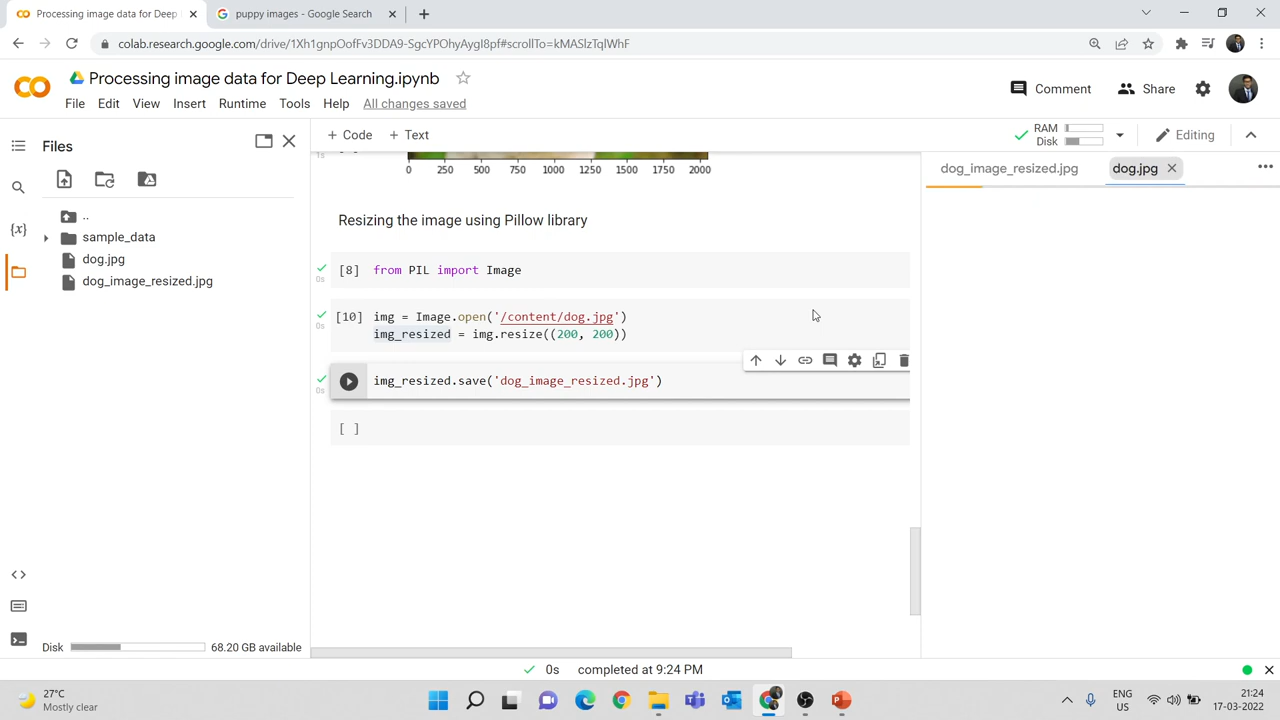 Processing image data for Deep
puppy images - Google Search
colab.research.google.com/drive/1Xh1gnpOofFv3DDA9-SgcYPOhyAygI8pf#scrollTo=kMASlzTqlWhF
Processing image data for Deep Learning.ipynb
File Edit View Insert Runtime Tools Help All changes saved
Comment
Share
Files
+ Code + Text
RAM
Disk
Editing
..
sample_data
dog.jpg
dog_image_resized.jpg
1s
0 250 500 750 1000 1250 1500 1750 2000
Resizing the image using Pillow library
[8] from PIL import Image
0s
[10] img = Image.open('/content/dog.jpg')
0s
img_resized = img.resize((200, 200))
img_resized.save('dog_image_resized.jpg')
0s
[ ]
dog_image_resized.jpg
dog.jpg
{x}
Disk
68.20 GB available
0s completed at 9:24 PM
27°C
Mostly clear
ENG
US
21:24
17-03-2022